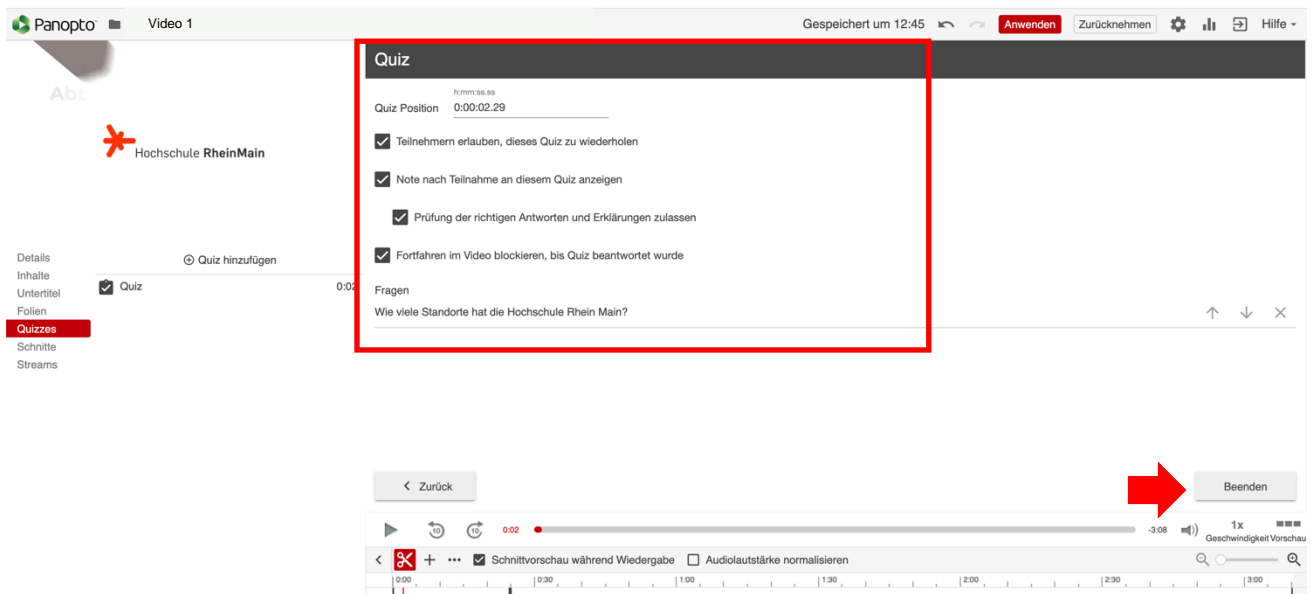 Panopto Video 1 Gespeichert um 12:45 Anwenden Zurücknehmen Hilfe
Abt
Hochschule RheinMain
Details
Inhalte
Untertitel
Folien
Quizzes
Schnitte
Streams
Quiz hinzufügen
Quiz 0:02
Quiz
h:mm:ss.ss
Quiz Position 0:00:02.29
Teilnehmern erlauben, dieses Quiz zu wiederholen
Note nach Teilnahme an diesem Quiz anzeigen
Prüfung der richtigen Antworten und Erklärungen zulassen
Fortfahren im Video blockieren, bis Quiz beantwortet wurde
Fragen
Wie viele Standorte hat die Hochschule Rhein Main?
Zurück Beenden
10 10 0:02 -3:08 1x
Geschwindigkeit Vorschau
Schnittvorschau während Wiedergabe Audiolautstärke normalisieren
0:00 0:30 1:00 1:30 2:00 2:30 3:00